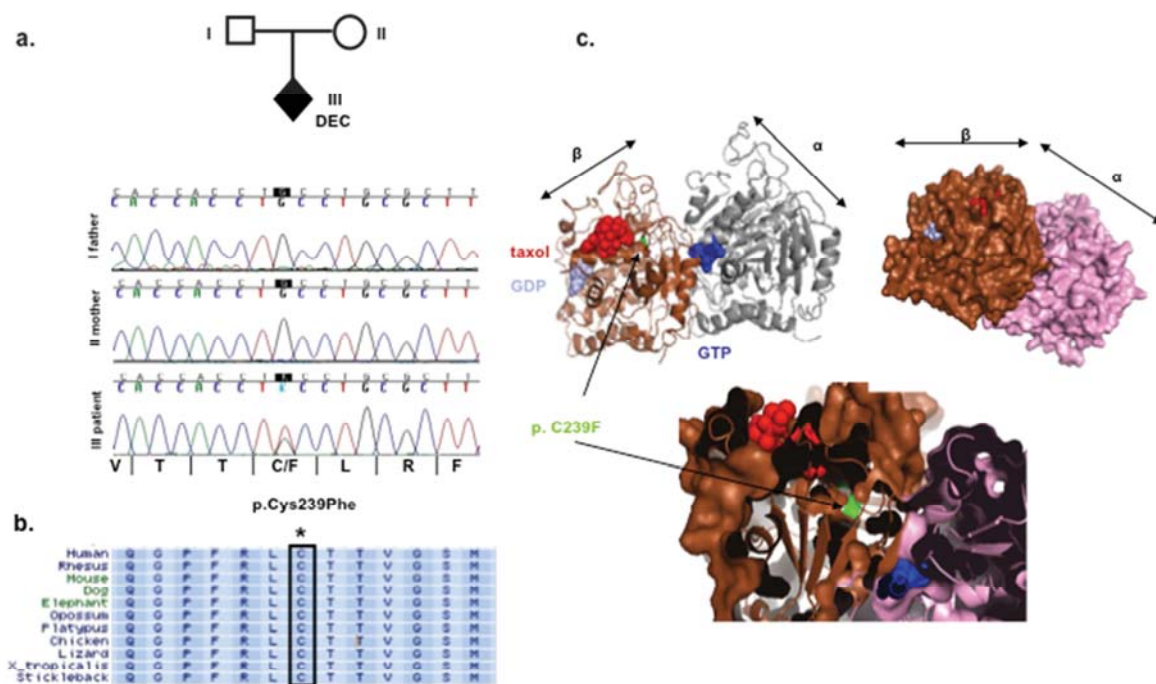 a.
I
II
III
DEC
I father
C A C C A C C T G C C T G C G C T T
C A C C A C C T G C C T G C G C T T
II mother
C A C C A C C T G C C T G C G C T T
C A C C A C C T G C C T G C G C T T
III patient
C A C C A C C T C C T G C G C T T
C A C C A C C T C C T G C G C T T
V T T C/F L R F
p.Cys239Phe
b.
*
Human Q G P F R L C T T V G S M
Rhesus Q G P F R L C T T V G S M
Mouse Q G P F R L C T T V G S M
Dog Q G P F R L C T T V G S M
Elephant Q G P F R L C T T V G S M
Opossum Q G P F R L C T T V G S M
Platypus Q G P F R L C T T V G S M
Chicken Q G P F R L C T T V G S M
Lizard Q G P F R L C T T V G S M
X_tropicalis Q G P F R L C T T V G S M
Stickleback Q G P F R L C T T V G S M
c.
β
α
taxol
GDP
GTP
β
α
p. C239F